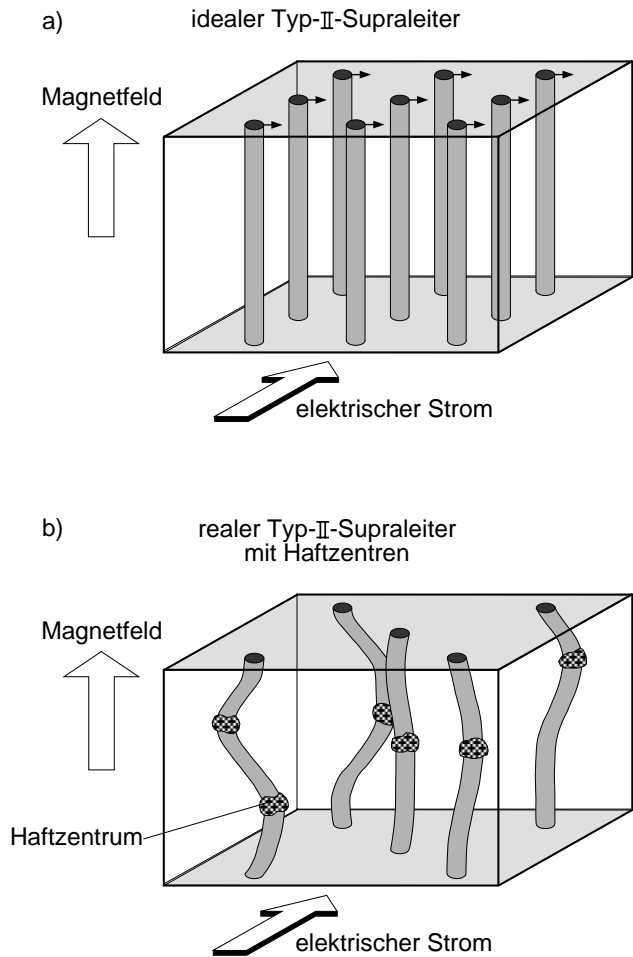 a)
idealer Typ-II-Supraleiter
Magnetfeld
elektrischer Strom
b)
realer Typ-II-Supraleiter
mit Haftzentren
Magnetfeld
Haftzentrum
elektrischer Strom